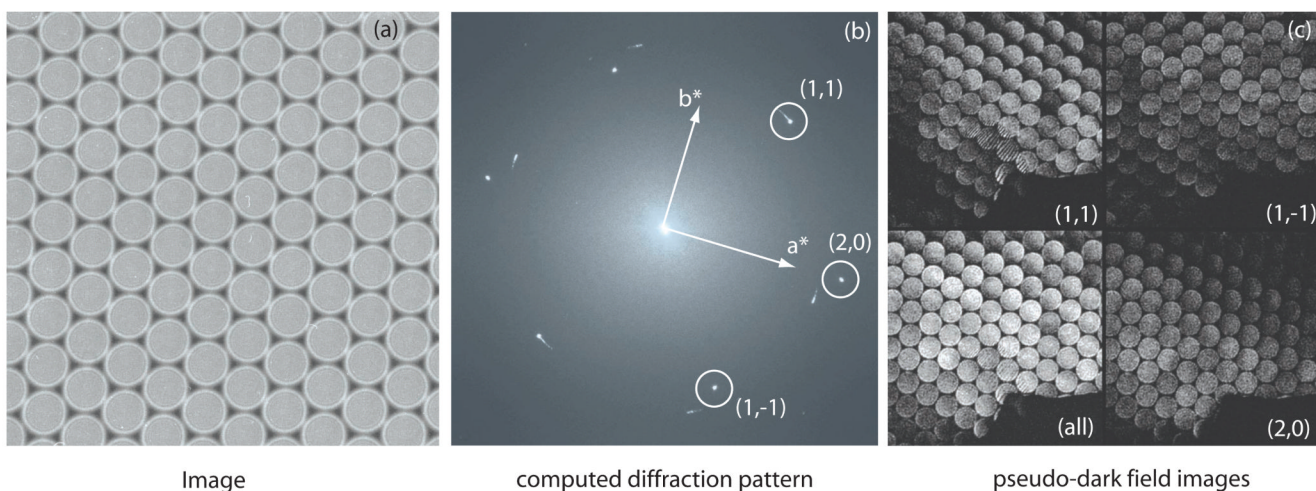 (a)
(b)
b*
(1,1)
a*
(2,0)
(1,-1)
(c)
(1,1)
(1,-1)
(all)
(2,0)
Image
computed diffraction pattern
pseudo-dark field images